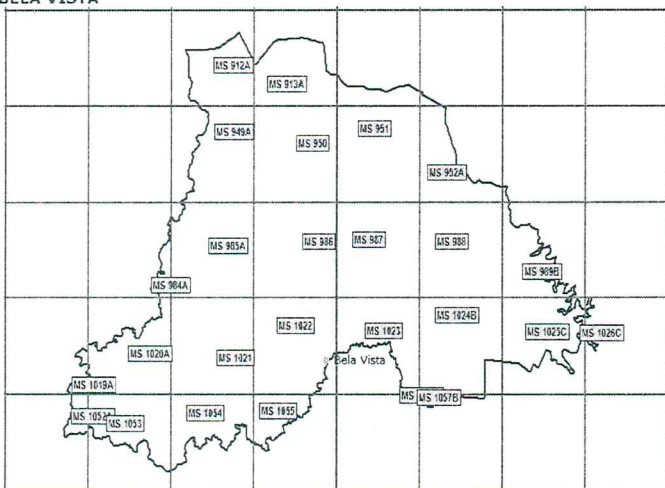 BELA VISTA
MS 912A
MS 913A
MS 949A
MS 950
MS 951
MS 952A
MS 985A
MS 986
MS 987
MS 988
MS 989B
MS 984A
MS 1022
MS 1023
MS 1024B
MS 1025C
MS 1026C
MS 1020A
MS 1021
Bela Vista
MS 1019A
MS 1054
MS 1055
MS
MS 1057B
MS 1053